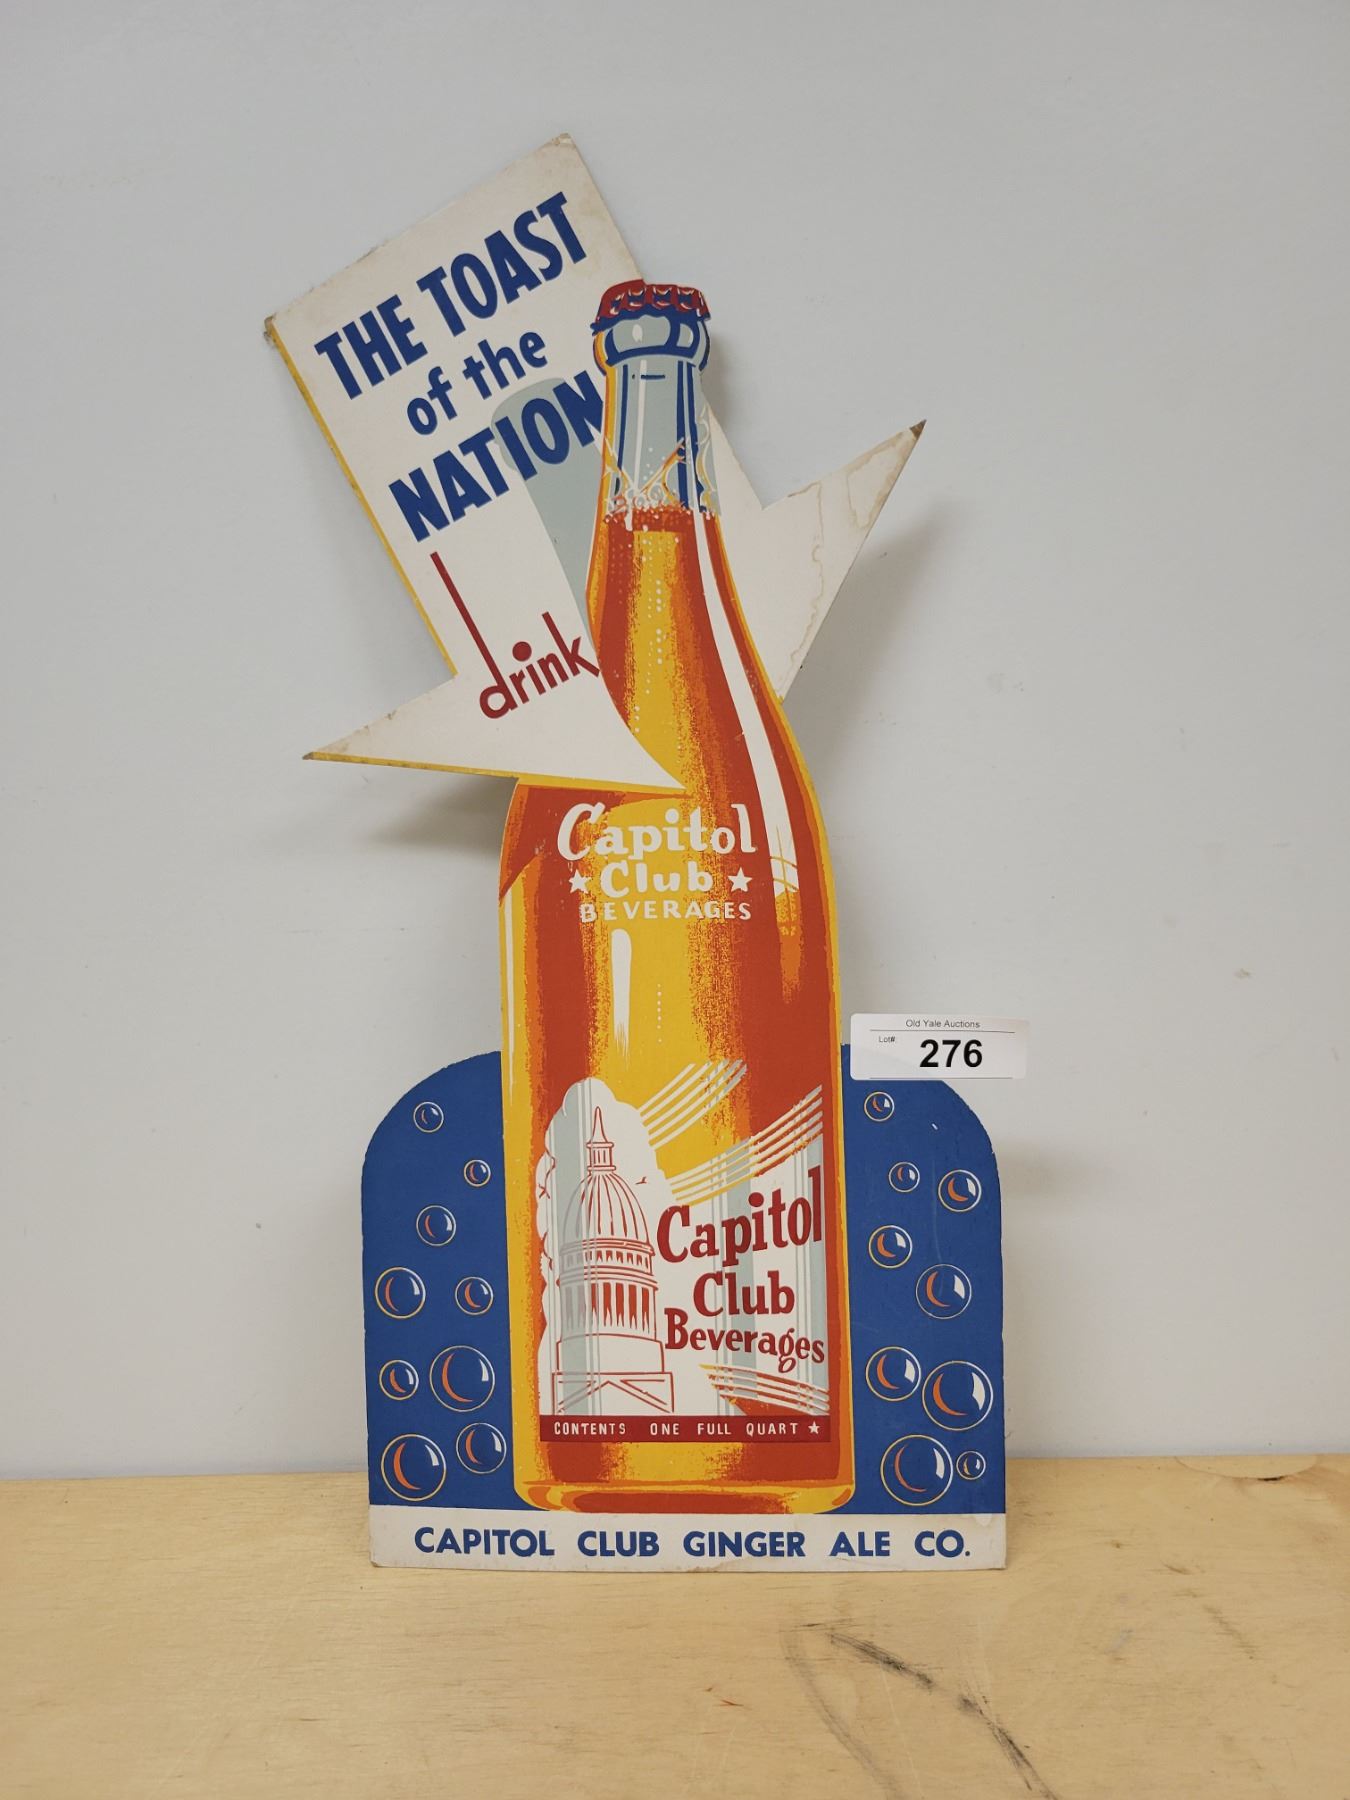 THE TOAST
of the
NATION
drink
Capitol
★ Club ★
BEVERAGES
Old Yale Auctions
Lot#: 276
Capitol
Club
Beverages
CONTENTS ONE FULL QUART ★
CAPITOL CLUB GINGER ALE CO.